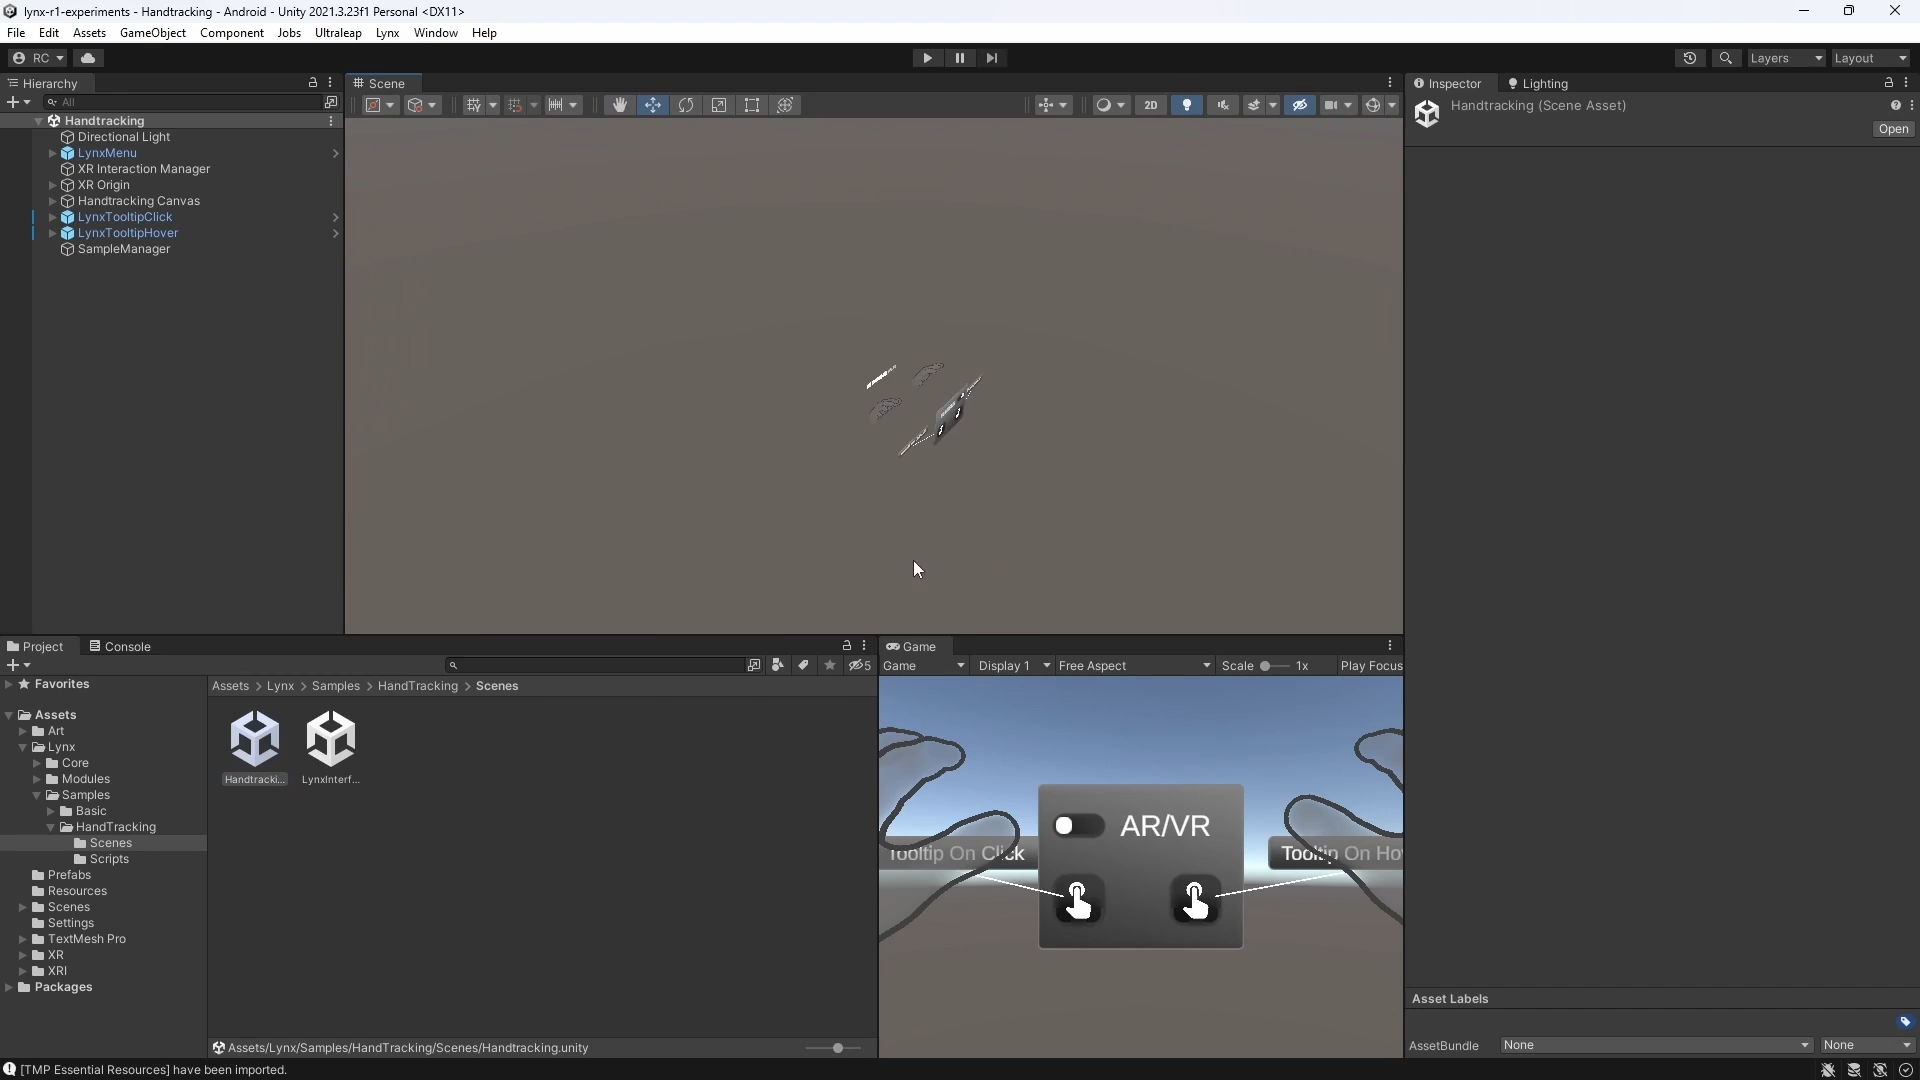 lynx-r1-experiments - Handtracking - Android - Unity 2021.3.23f1 Personal <DX11>
File Edit Assets GameObject Component Jobs Ultraleap Lynx Window Help
RC Layers Layout
Hierarchy
All
Handtracking
Directional Light
LynxMenu
XR Interaction Manager
XR Origin
Handtracking Canvas
LynxTooltipClick
LynxTooltipHover
SampleManager
Scene
2D
Inspector Lighting
Handtracking (Scene Asset)
Open
Project Console
5
Favorites
Assets
Art
Lynx
Core
Modules
Samples
Basic
HandTracking
Scenes
Scripts
Prefabs
Resources
Scenes
Settings
TextMesh Pro
XR
XRI
Packages
Assets > Lynx > Samples > HandTracking > Scenes
Handtracki... LynxInterf...
Assets/Lynx/Samples/HandTracking/Scenes/Handtracking.unity
Game
Game Display 1 Free Aspect Scale 1x Play Focus
AR/VR
Tooltip On Click
Tooltip On Ho
Asset Labels
AssetBundle None None
[TMP Essential Resources] have been imported.